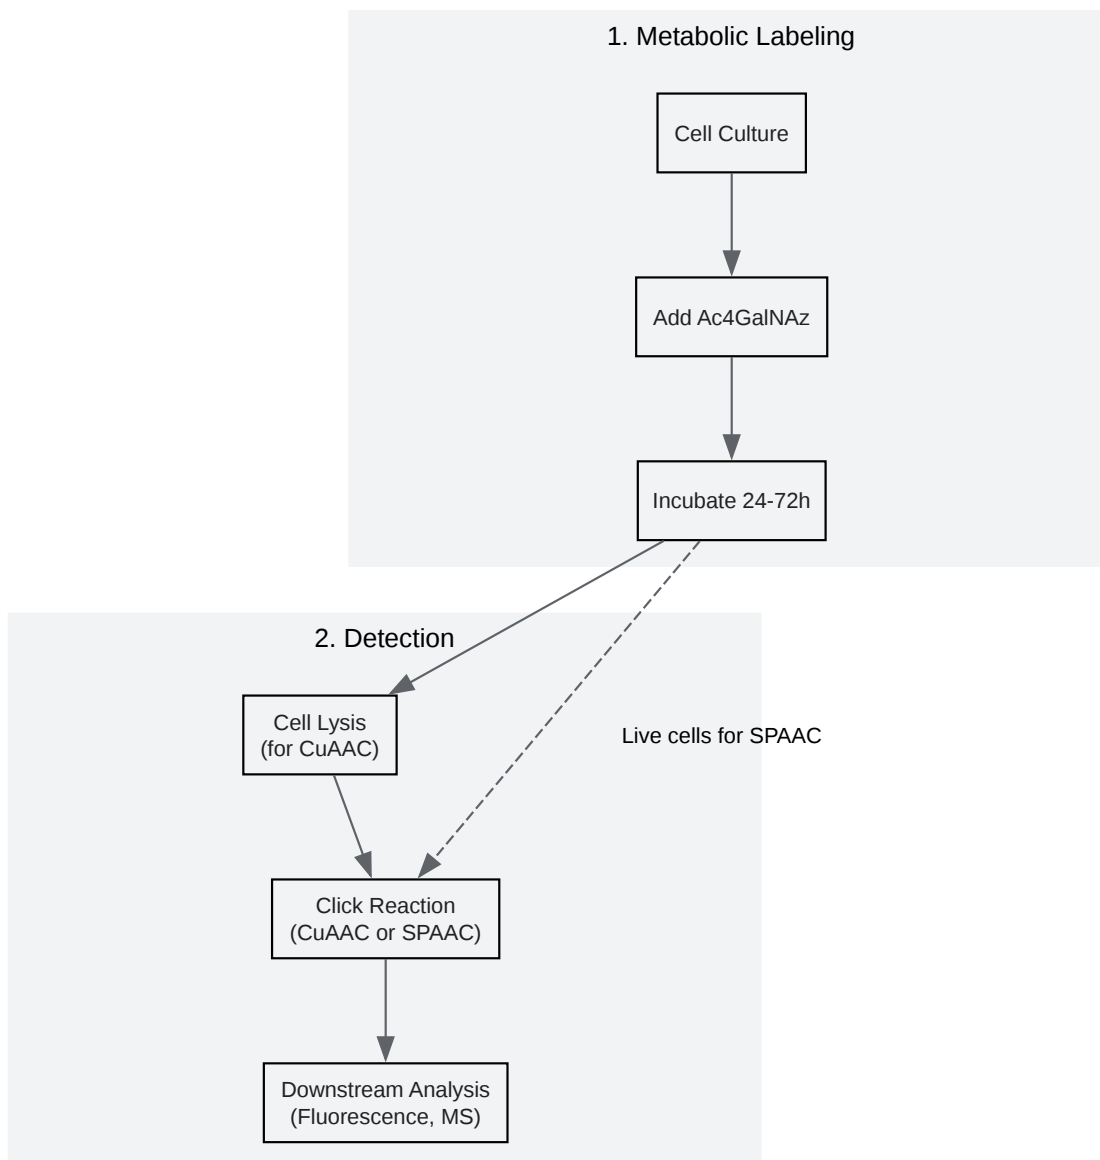 1. Metabolic Labeling
Cell Culture
Add Ac4GalNAz
Incubate 24-72h
2. Detection
Cell Lysis
(for CuAAC)
Live cells for SPAAC
Click Reaction
(CuAAC or SPAAC)
Downstream Analysis
(Fluorescence, MS)